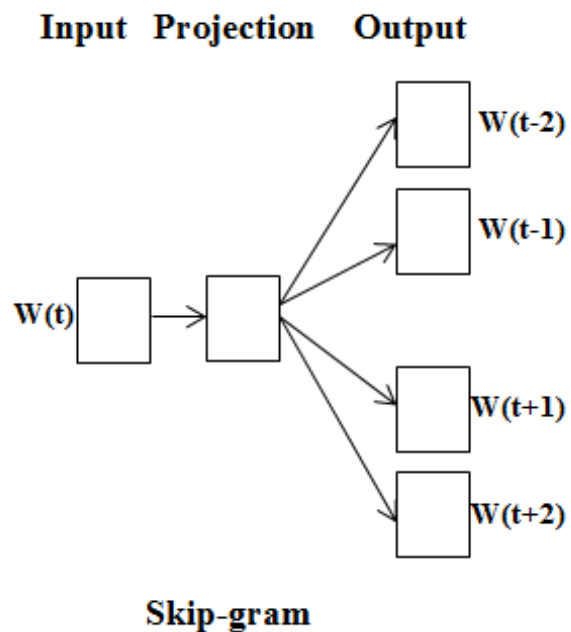 Input Projection Output
W(t-2)
W(t-1)
W(t)
W(t+1)
W(t+2)
Skip-gram